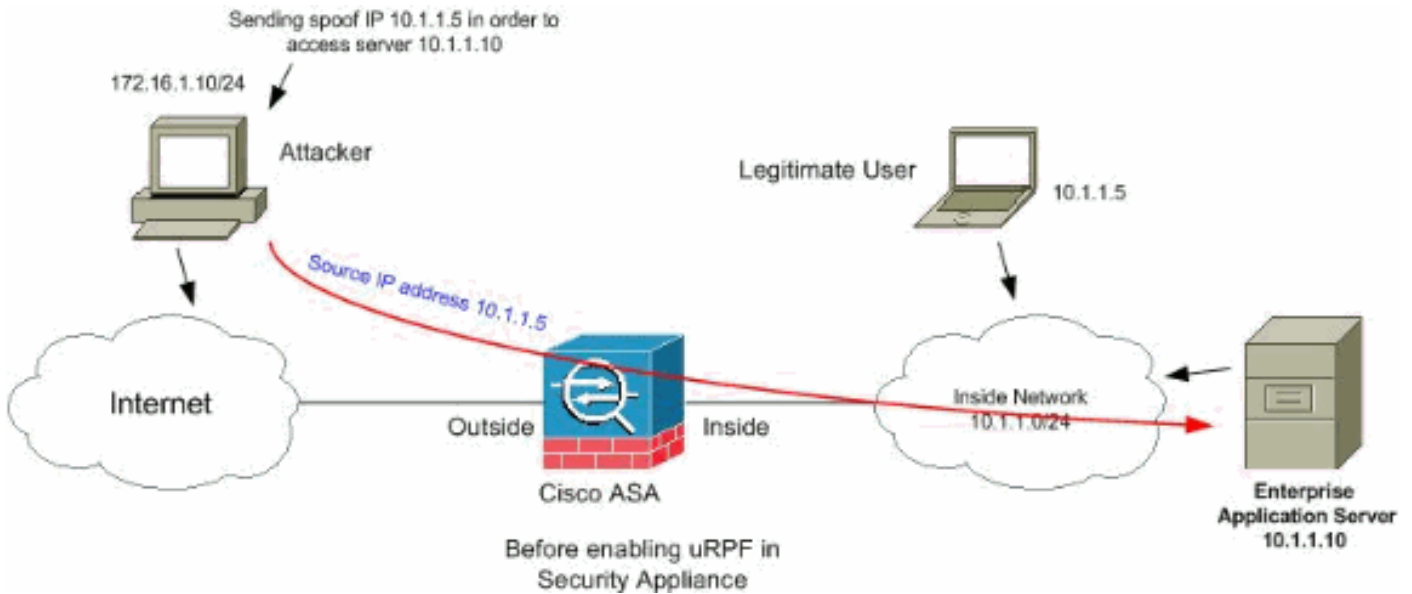 Sending spoof IP 10.1.1.5 in order to
access server 10.1.1.10
172.16.1.10/24
Attacker
Legitimate User
10.1.1.5
Source IP address 10.1.1.5
Internet
Outside
Inside
Inside Network
10.1.1.0/24
Cisco ASA
Enterprise
Application Server
10.1.1.10
Before enabling uRPF in
Security Appliance